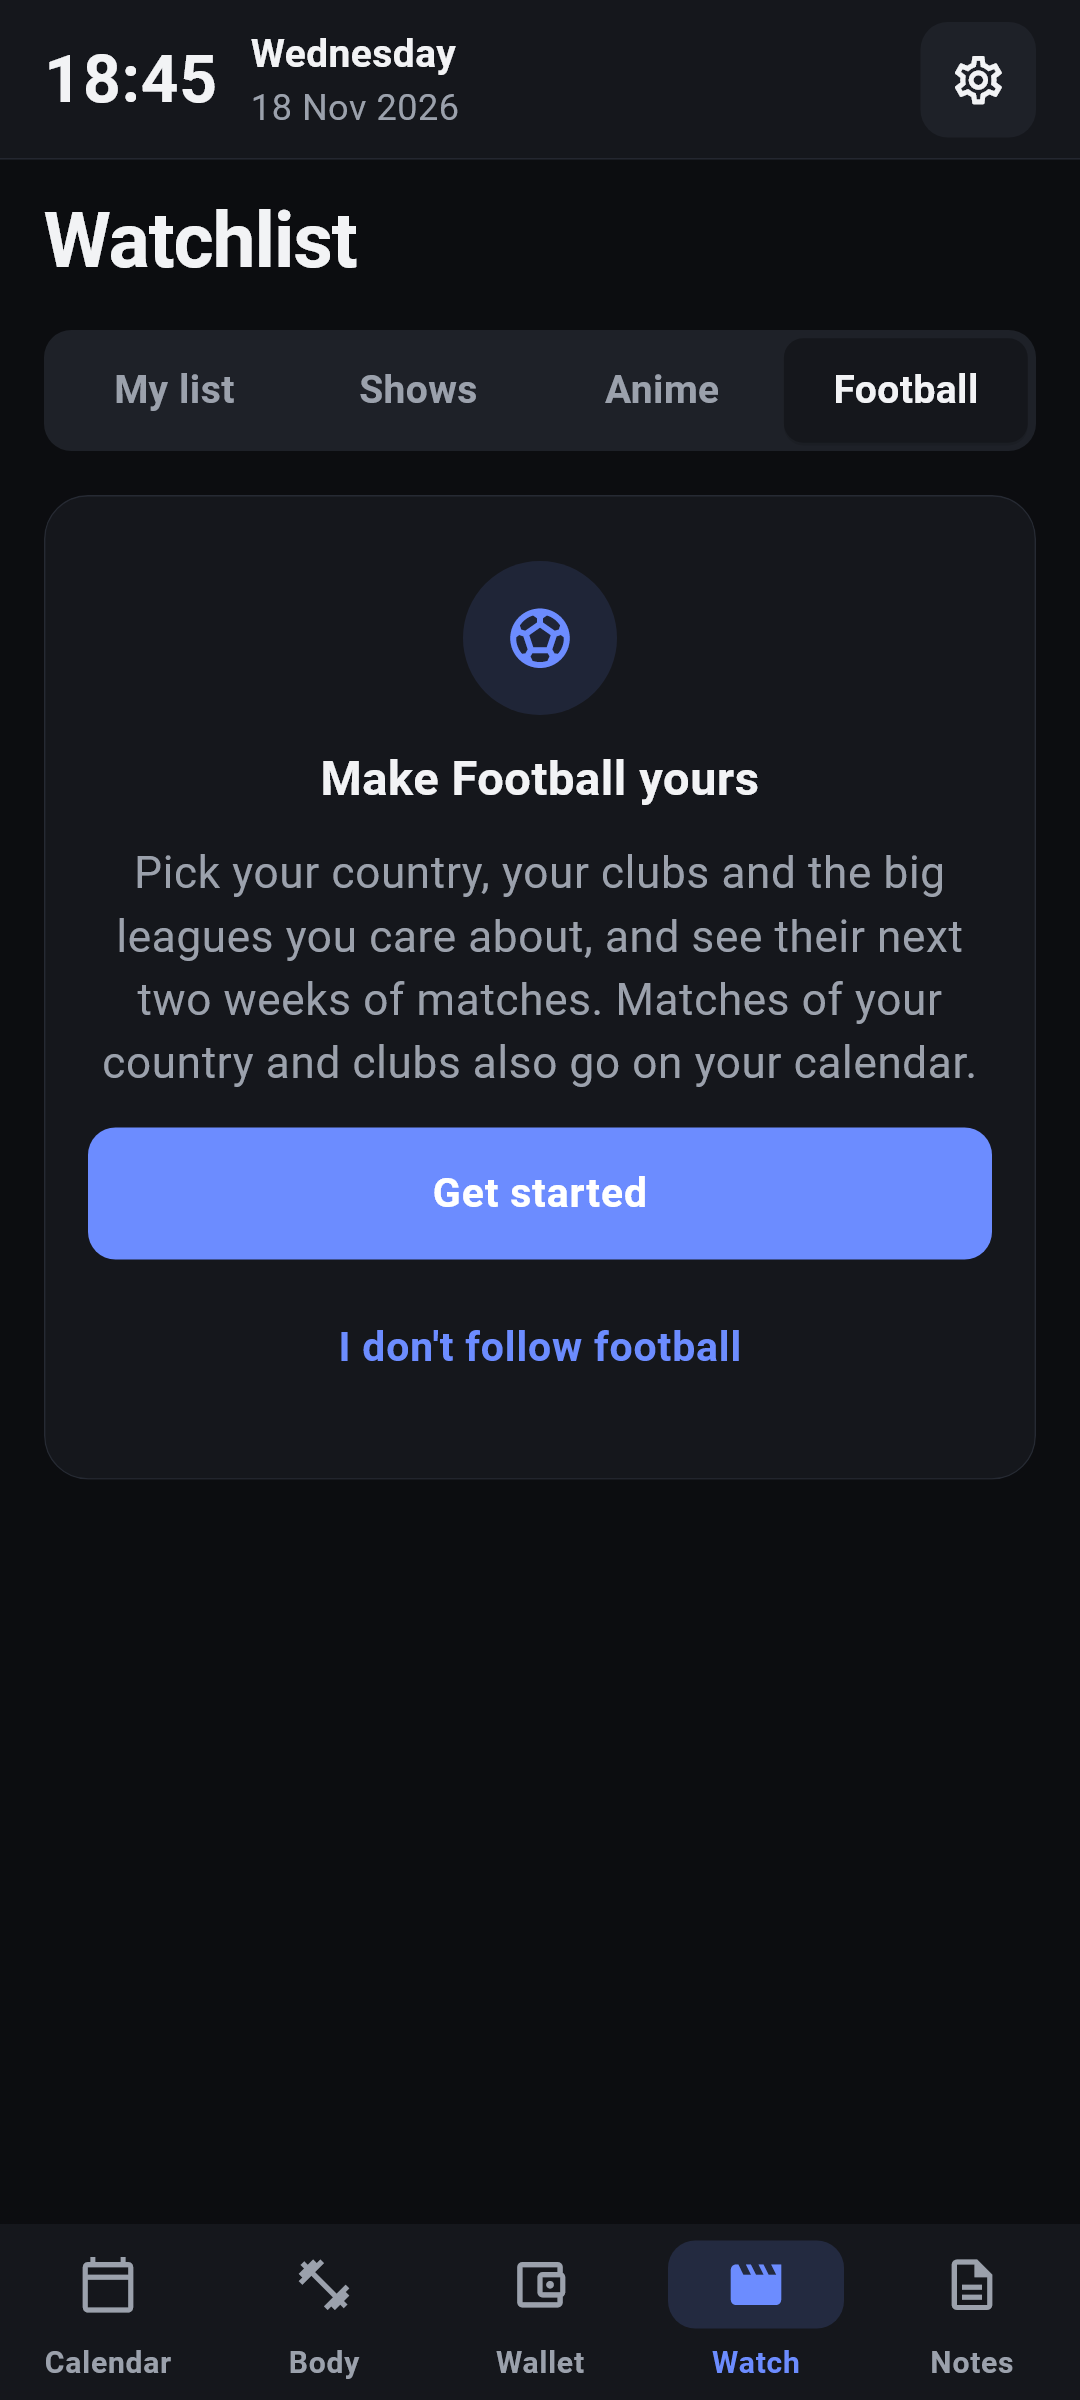 18:45
Wednesday
18 Nov 2026
Watchlist
My list
Shows
Anime
Football
Make Football yours
Pick your country, your clubs and the big
leagues you care about, and see their next
two weeks of matches. Matches of your
country and clubs also go on your calendar.
Get started
I don't follow football
Calendar
Body
Wallet
Watch
Notes